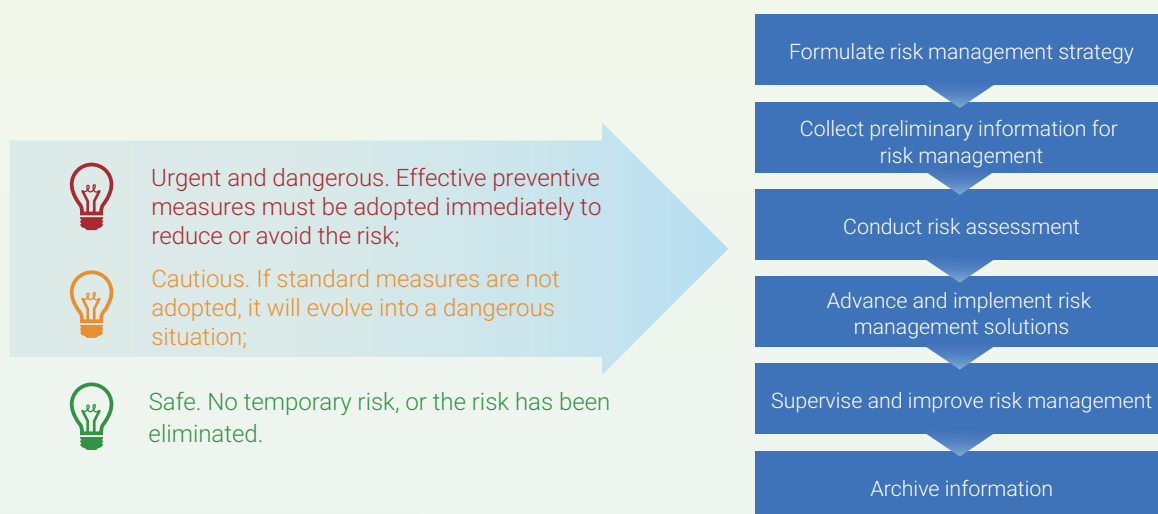 Urgent and dangerous. Effective preventive
measures must be adopted immediately to
reduce or avoid the risk;
Cautious. If standard measures are not
adopted, it will evolve into a dangerous
situation;
Safe. No temporary risk, or the risk has been
eliminated.
Formulate risk management strategy
Collect preliminary information for
risk management
Conduct risk assessment
Advance and implement risk
management solutions
Supervise and improve risk management
Archive information